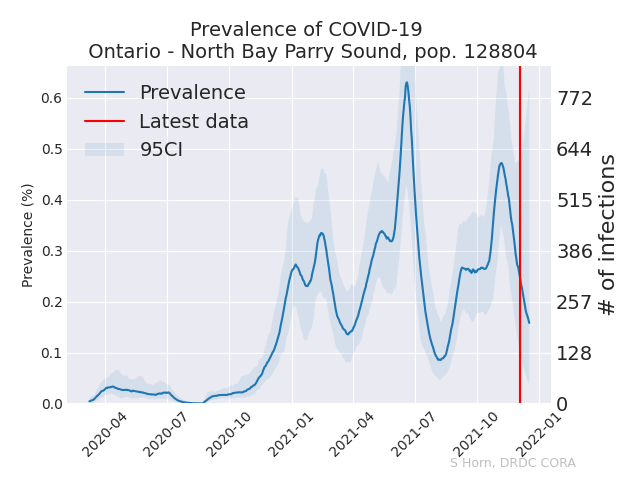 Prevalence of COVID-19
Ontario - North Bay Parry Sound, pop. 128804
Prevalence
Latest data
95CI
Prevalence (%)
0.6
0.5
0.4
0.3
0.2
0.1
0.0
772
644
515
386
257
128
0
# of infections
2020-04
2020-07
2020-10
2021-01
2021-04
2021-07
2021-10
2022-01
S Horn, DRDC CORA